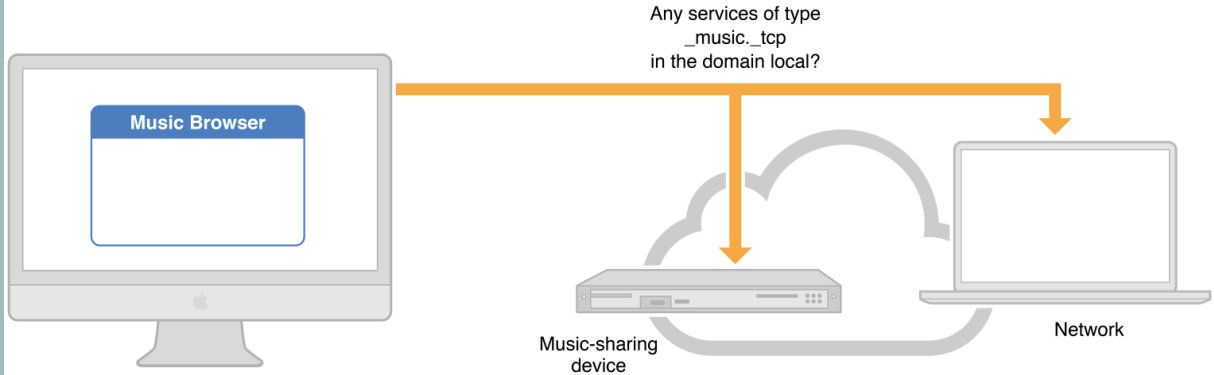 Any services of type
_music._tcp
in the domain local?
Music Browser
Music-sharing
device
Network